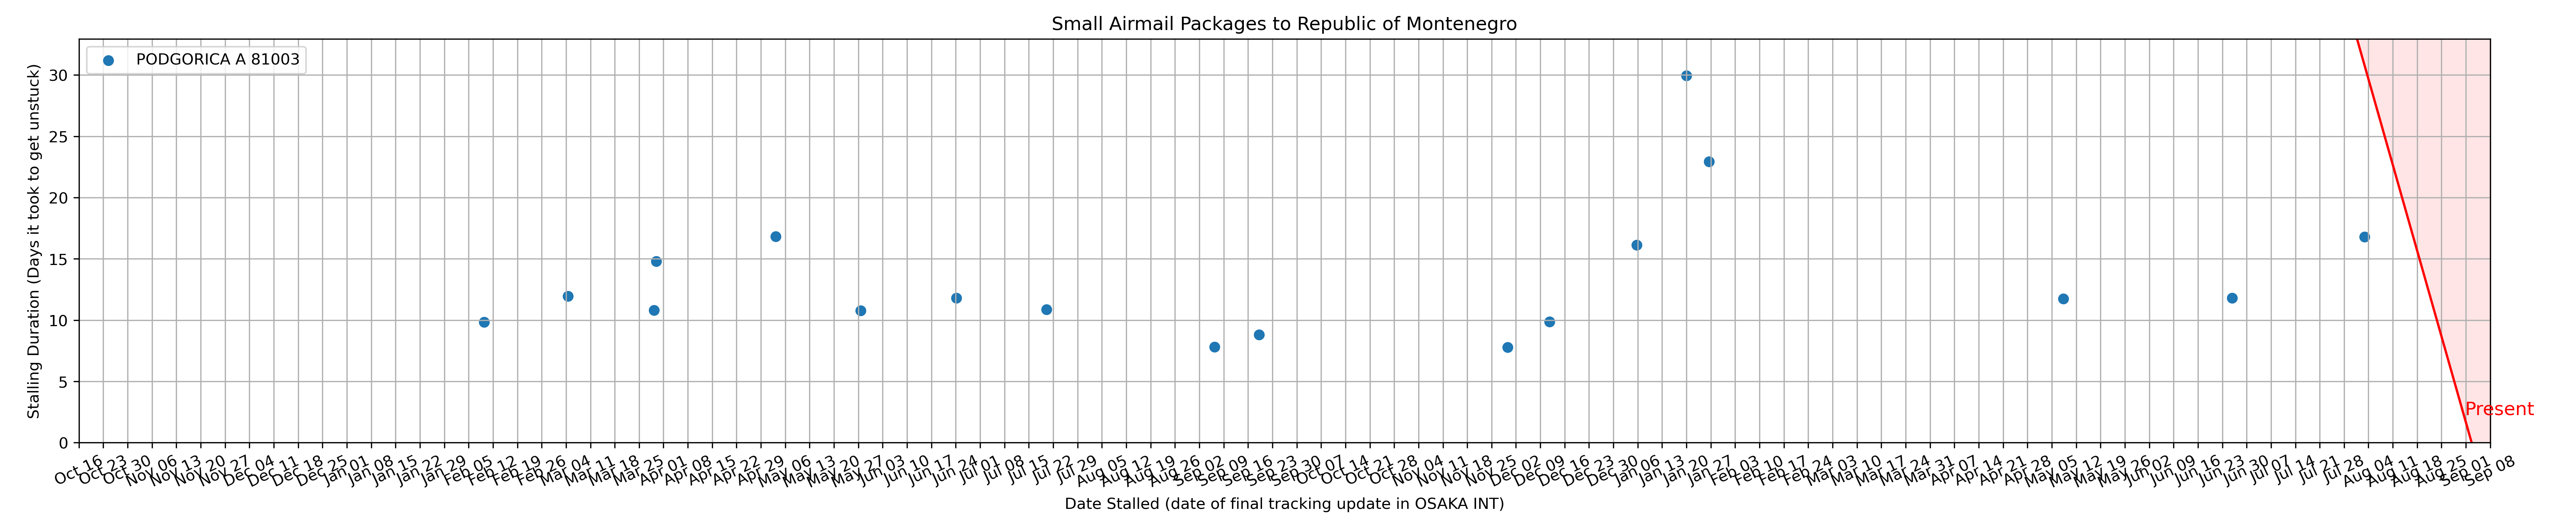 Small Airmail Packages to Republic of Montenegro
PODGORICA A 81003
Stalling Duration (Days it took to get unstuck)
30
25
20
15
10
5
0
Present
Oct 16 Oct 23 Oct 30 Nov 06 Nov 13 Nov 20 Nov 27 Dec 04 Dec 11 Dec 18 Dec 25 Jan 01 Jan 08 Jan 15 Jan 22 Jan 29 Feb 05 Feb 12 Feb 19 Feb 26 Mar 04 Mar 11 Mar 18 Mar 25 Apr 01 Apr 08 Apr 15 Apr 22 Apr 29 May 06 May 13 May 20 May 27 Jun 03 Jun 10 Jun 17 Jun 24 Jul 01 Jul 08 Jul 15 Jul 22 Jul 29 Aug 05 Aug 12 Aug 19 Aug 26 Sep 02 Sep 09 Sep 16 Sep 23 Sep 30 Oct 07 Oct 14 Oct 21 Oct 28 Nov 04 Nov 11 Nov 18 Nov 25 Dec 02 Dec 09 Dec 16 Dec 23 Dec 30 Jan 06 Jan 13 Jan 20 Jan 27 Feb 03 Feb 10 Feb 17 Feb 24 Mar 03 Mar 10 Mar 17 Mar 24 Mar 31 Apr 07 Apr 14 Apr 21 Apr 28 May 05 May 12 May 19 May 26 Jun 02 Jun 09 Jun 16 Jun 23 Jun 30 Jul 07 Jul 14 Jul 21 Jul 28 Aug 04 Aug 11 Aug 18 Aug 25 Sep 01 Sep 08
Date Stalled (date of final tracking update in OSAKA INT)